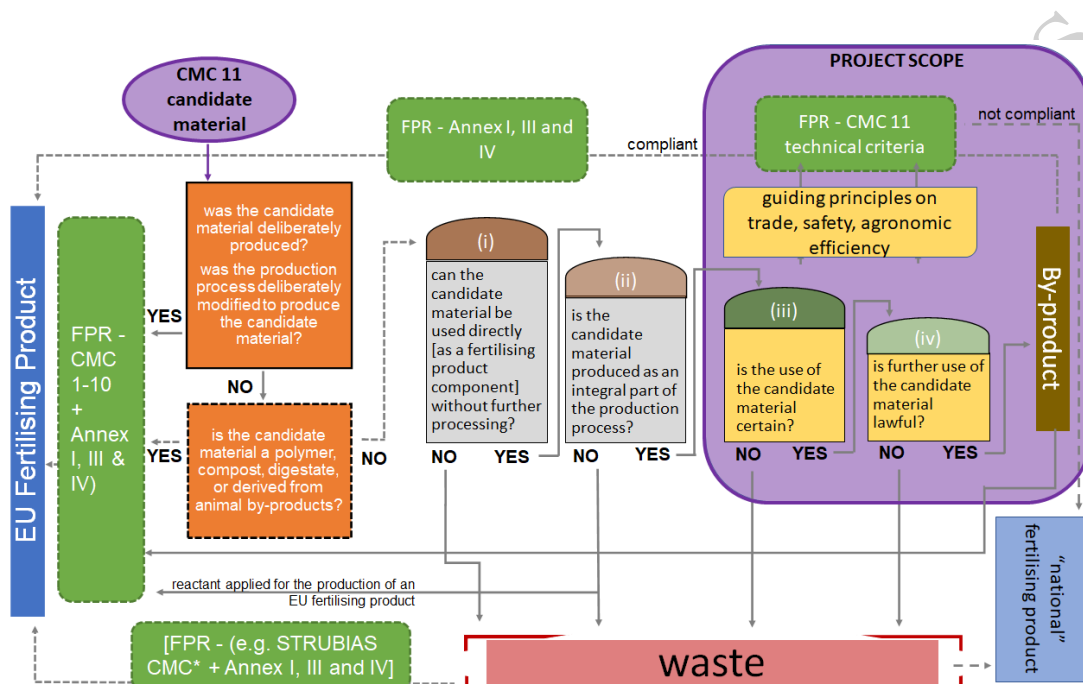 PROJECT SCOPE
CMC 11
candidate
material
FPR - Annex I, III and
IV
compliant
FPR - CMC 11
technical criteria
not compliant
guiding principles on
trade, safety, agronomic
efficiency
was the candidate
material deliberately
produced?
was the production
process deliberately
modified to produce
the candidate
material?
YES
NO
is the candidate
material a polymer,
compost, digestate,
or derived from
animal by-products?
YES
NO
EU Fertilising Product
FPR -
CMC
1-10
+
Annex
I, III &
IV)
(i)
can the
candidate
material be
used directly
[as a fertilising
product
component]
without further
processing?
NO
YES
(ii)
is the
candidate
material
produced as an
integral part of
the production
process?
NO
YES
(iii)
is the use of
the candidate
material
certain?
NO
YES
(iv)
is further use of
the candidate
material
lawful?
NO
YES
By-product
reactant applied for the production of an
EU fertilising product
[FPR - (e.g. STRUBIAS
CMC* + Annex I, III and IV]
waste
"national"
fertilising product